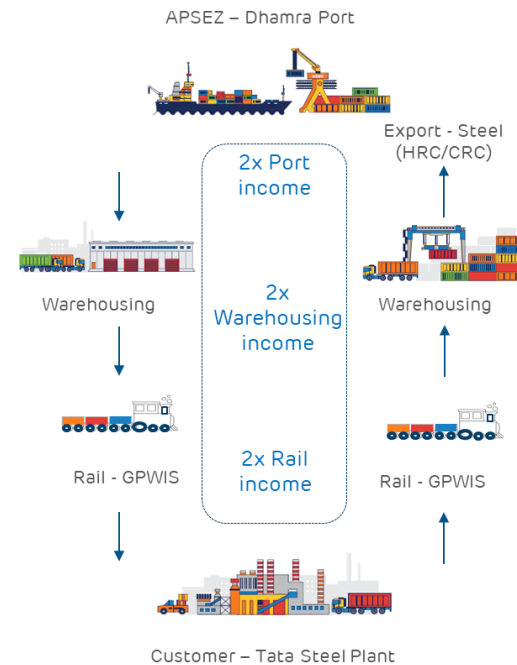 APSEZ – Dhamra Port
Export - Steel
(HRC/CRC)
2x Port
income
Warehousing
2x
Warehousing
income
Warehousing
Rail - GPWIS
2x Rail
income
Rail - GPWIS
Customer – Tata Steel Plant